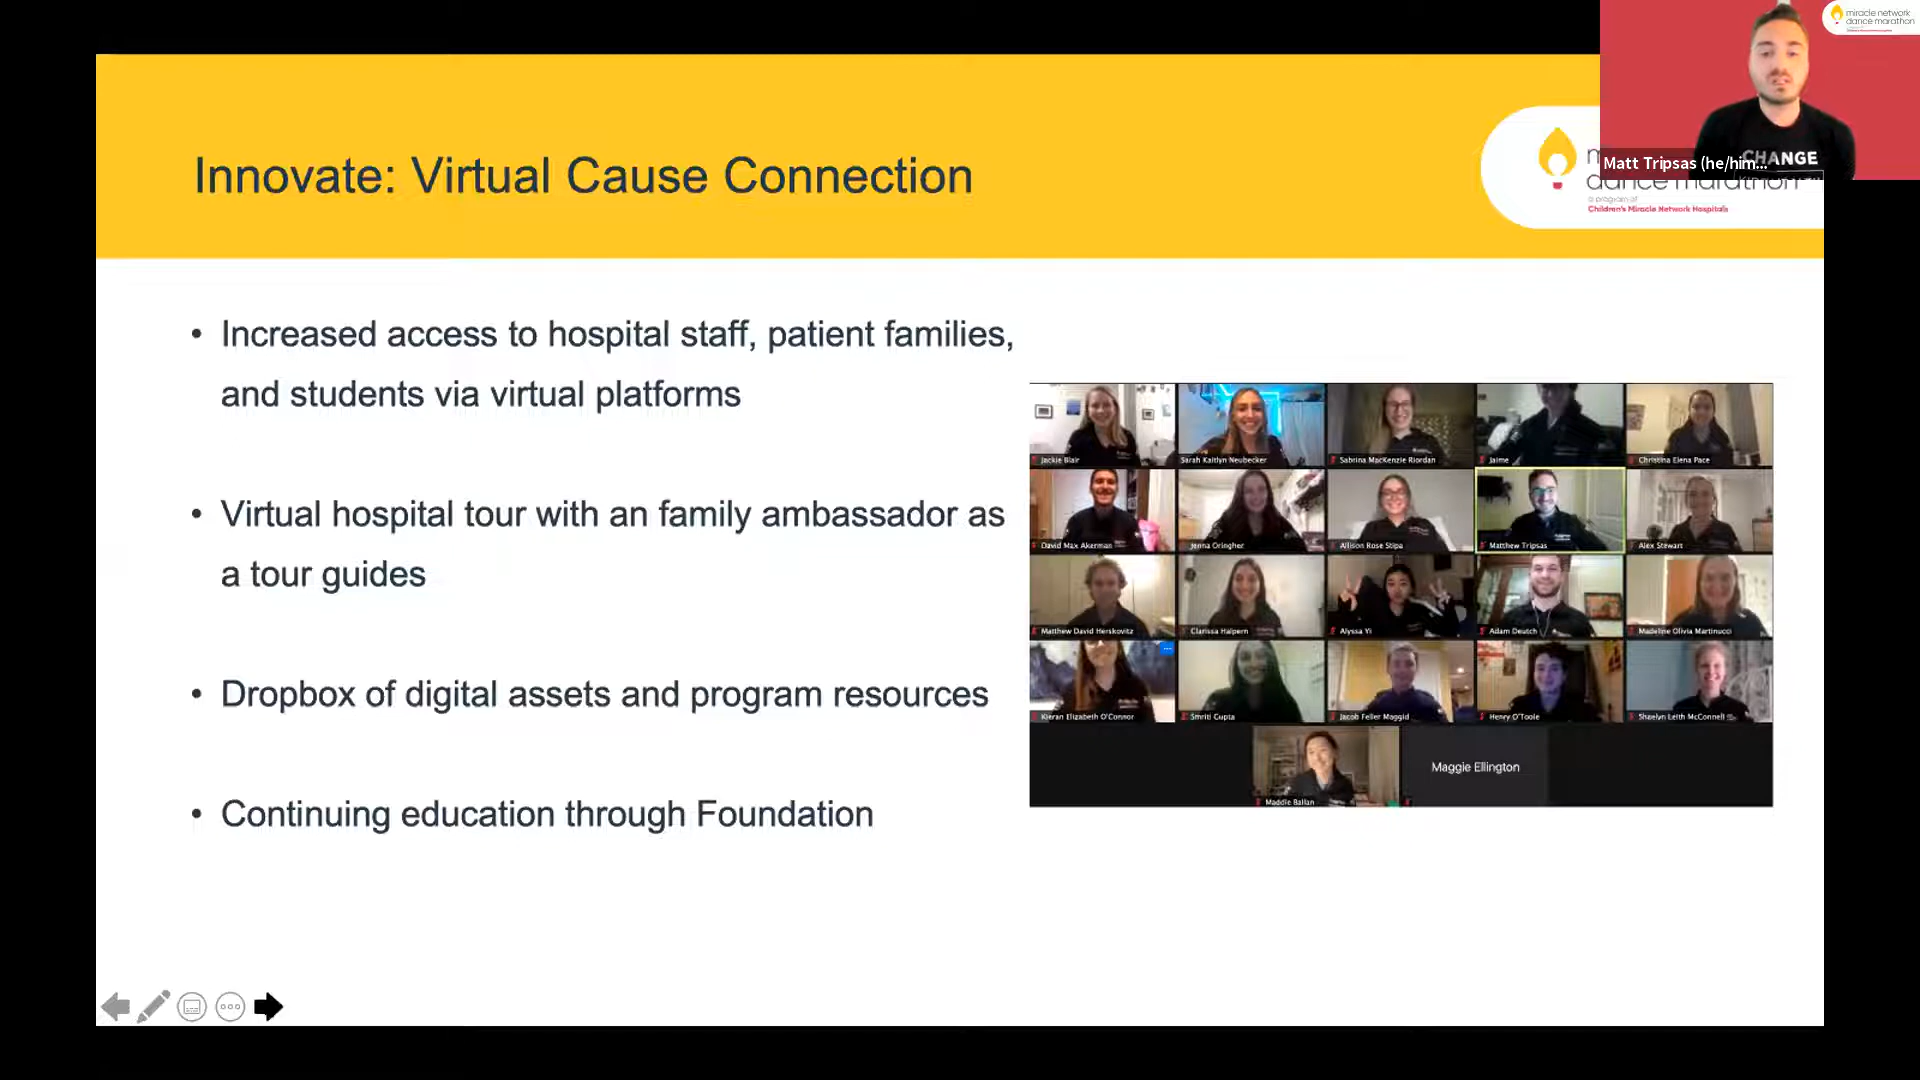 miracle network
dance marathon
CHANGE
Matt Tripsas (he/him...
dance marathon
a program of
Children's Miracle Network Hospitals
Innovate: Virtual Cause Connection
• Increased access to hospital staff, patient families,
and students via virtual platforms
• Virtual hospital tour with an family ambassador as
a tour guides
• Dropbox of digital assets and program resources
• Continuing education through Foundation
Jackie Blair
Sarah Kaitlyn Neubecker
Sabrina MacKenzie Riordan
Jaime
Christina Elena Pace
David Max Akerman
Jenna Oringher
Allison Rose Stipa
Matthew Tripsas
Alex Stewart
Matthew David Herskovitz
Clarissa Halpern
Alyssa Yi
Adam Deutch
Madeline Olivia Martinucci
Kieran Elizabeth O'Connor
Smriti Gupta
Jacob Feller Maggid
Henry O'Toole
Shaelyn Leith McConnell
Maddie Ballan
Maggie Ellington